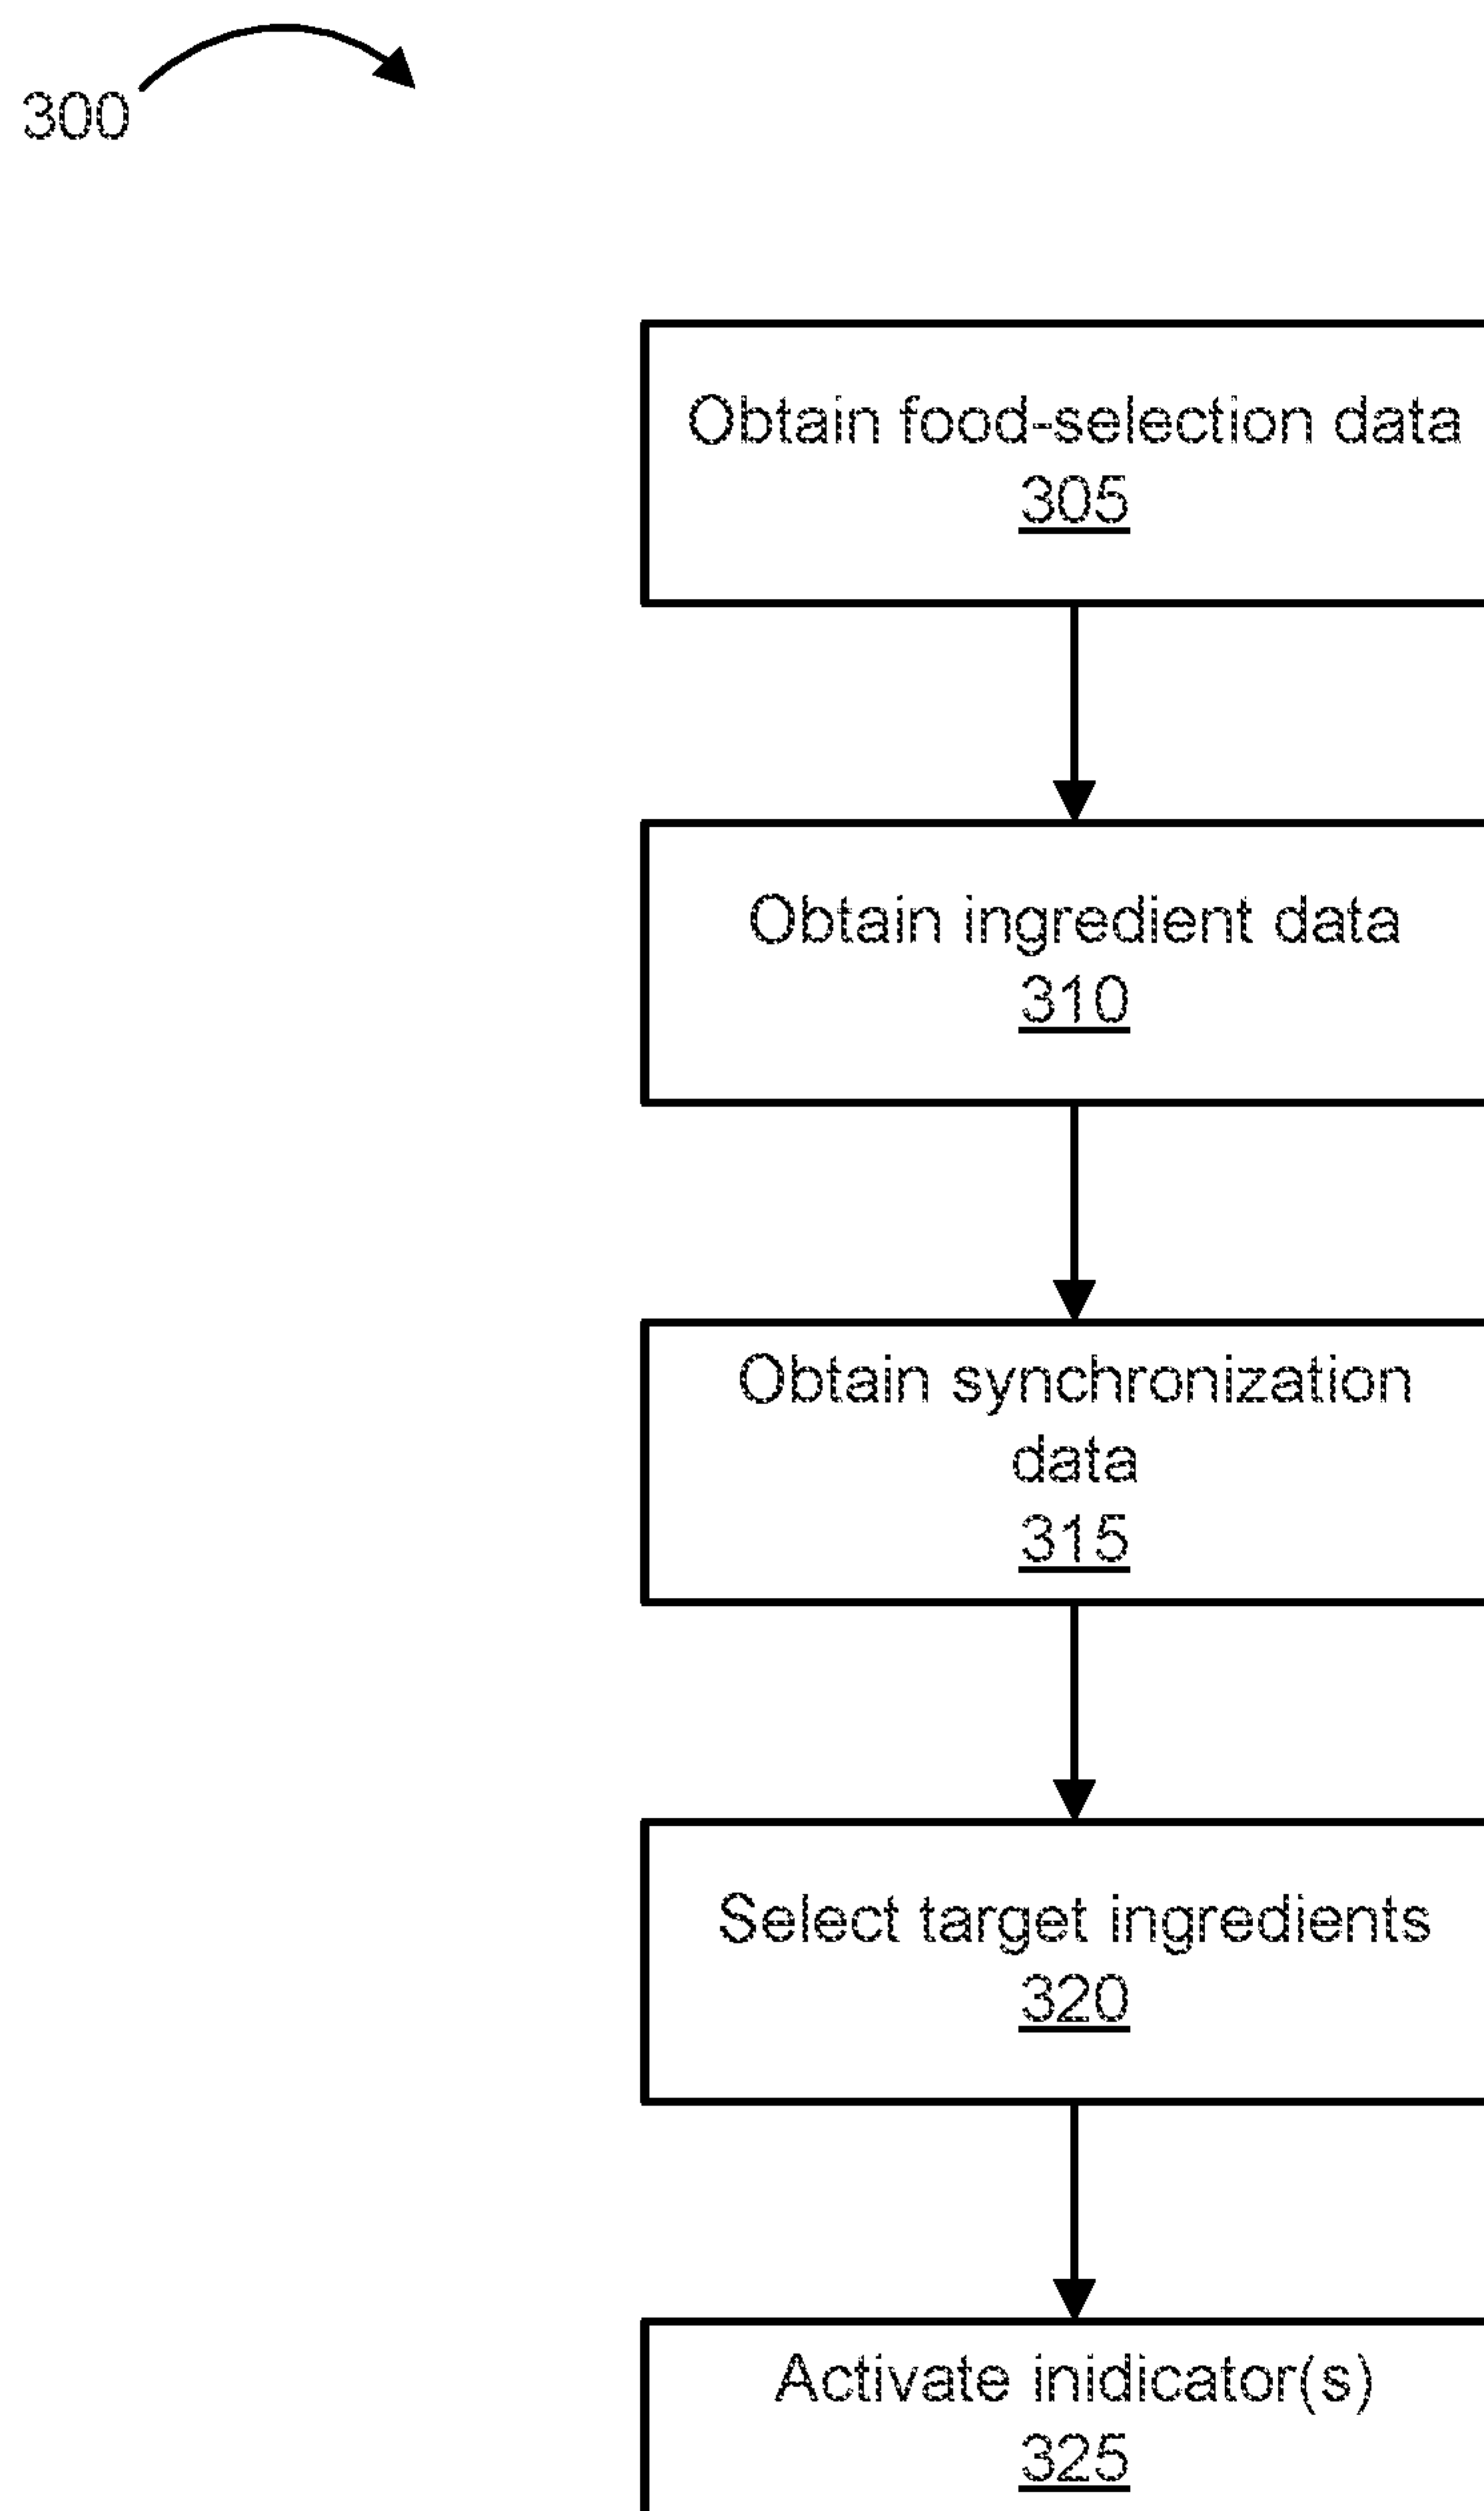 300
Obtain food-selection data
305
Obtain ingredient data
310
Obtain synchronization
data
315
Select target ingredients
320
Activate inidicator(s)
325